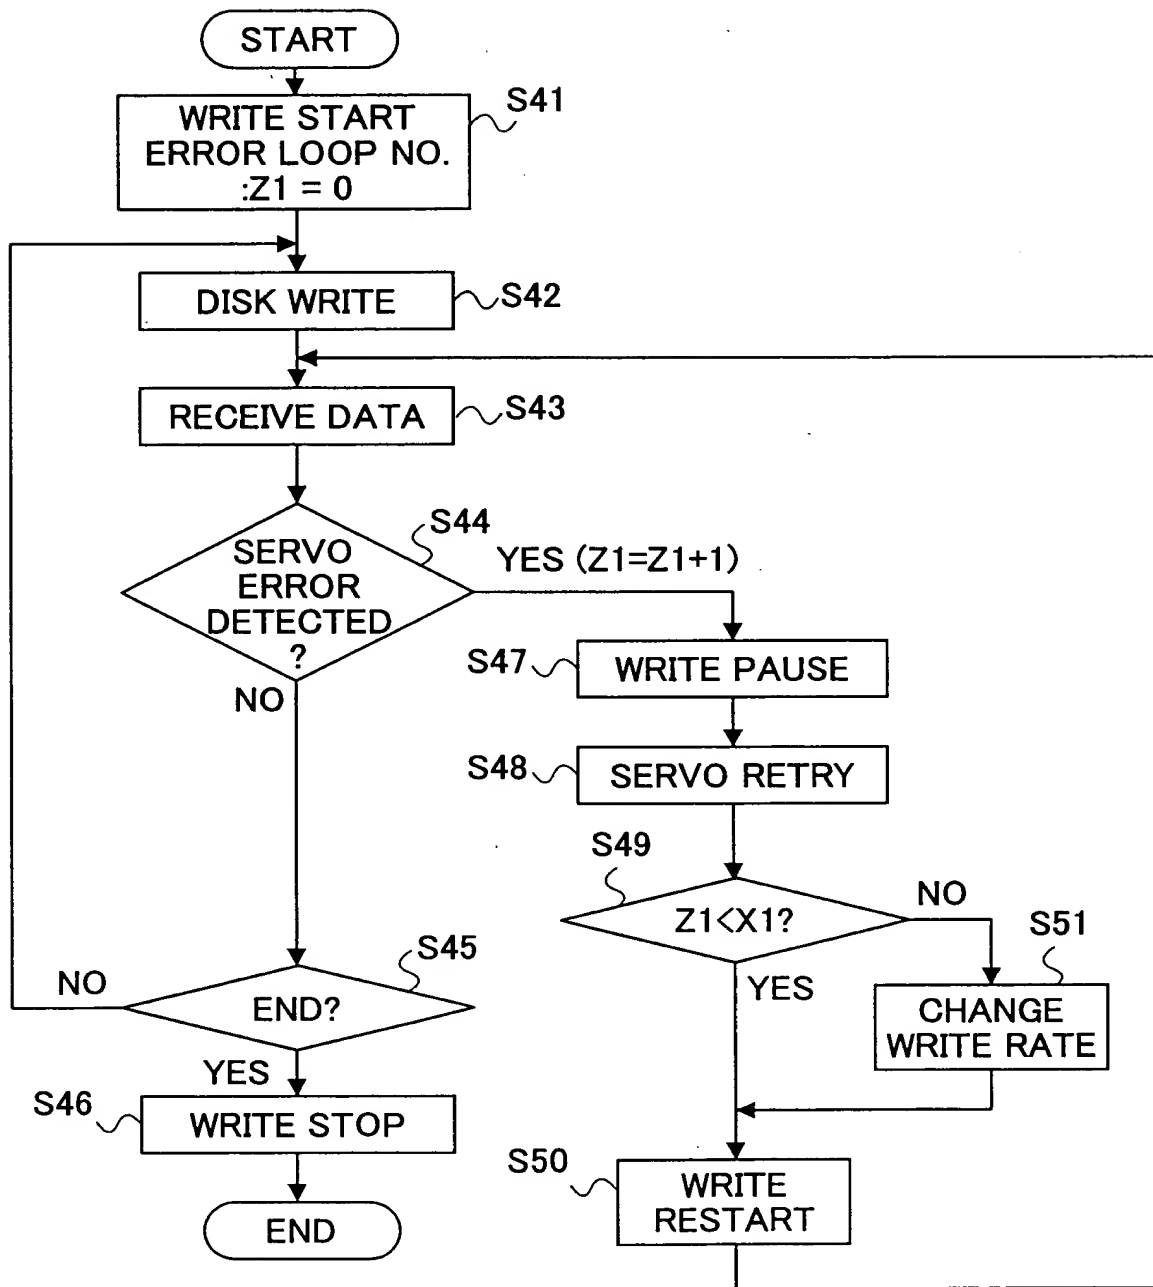 START
WRITE START
ERROR LOOP NO.
:Z1 = 0
S41
DISK WRITE
S42
RECEIVE DATA
S43
SERVO
ERROR
DETECTED
?
S44
YES (Z1=Z1+1)
NO
S47
WRITE PAUSE
S48
SERVO RETRY
S49
Z1<X1?
NO
YES
S51
CHANGE
WRITE RATE
S45
END?
NO
YES
S46
WRITE STOP
END
S50
WRITE
RESTART